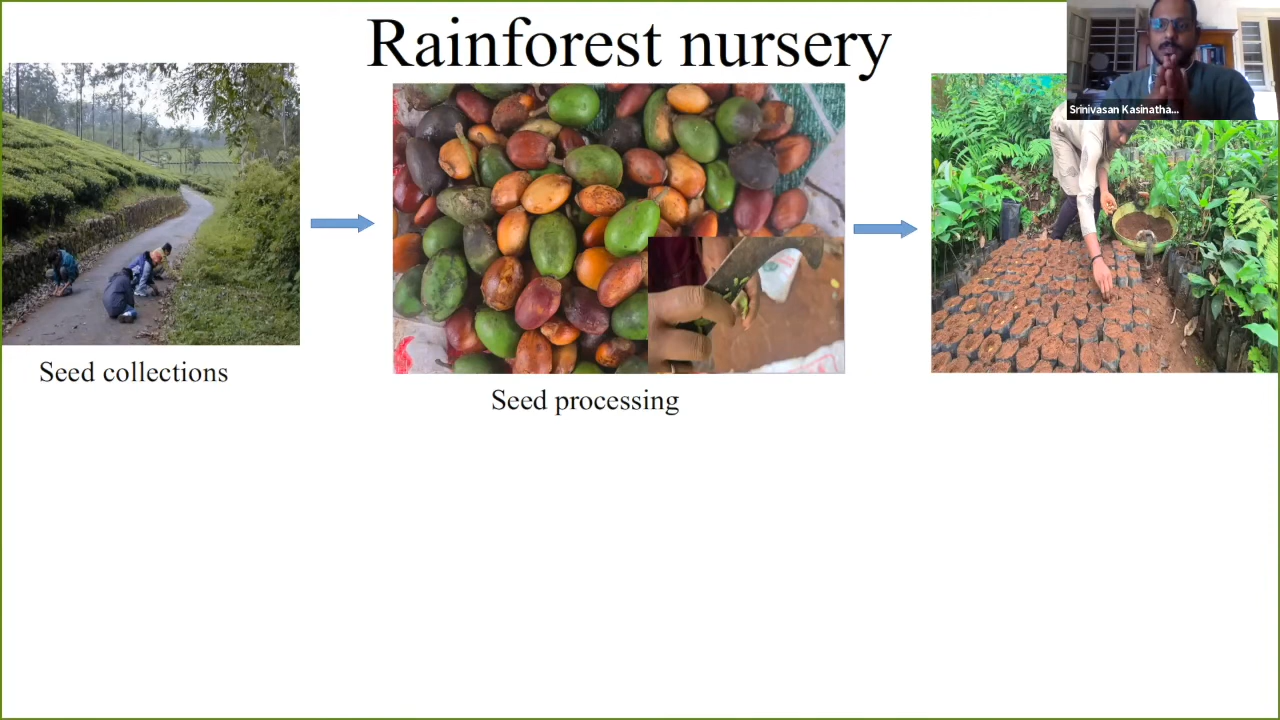 Rainforest nursery
Srinivasan Kasinatha...
Seed collections
Seed processing